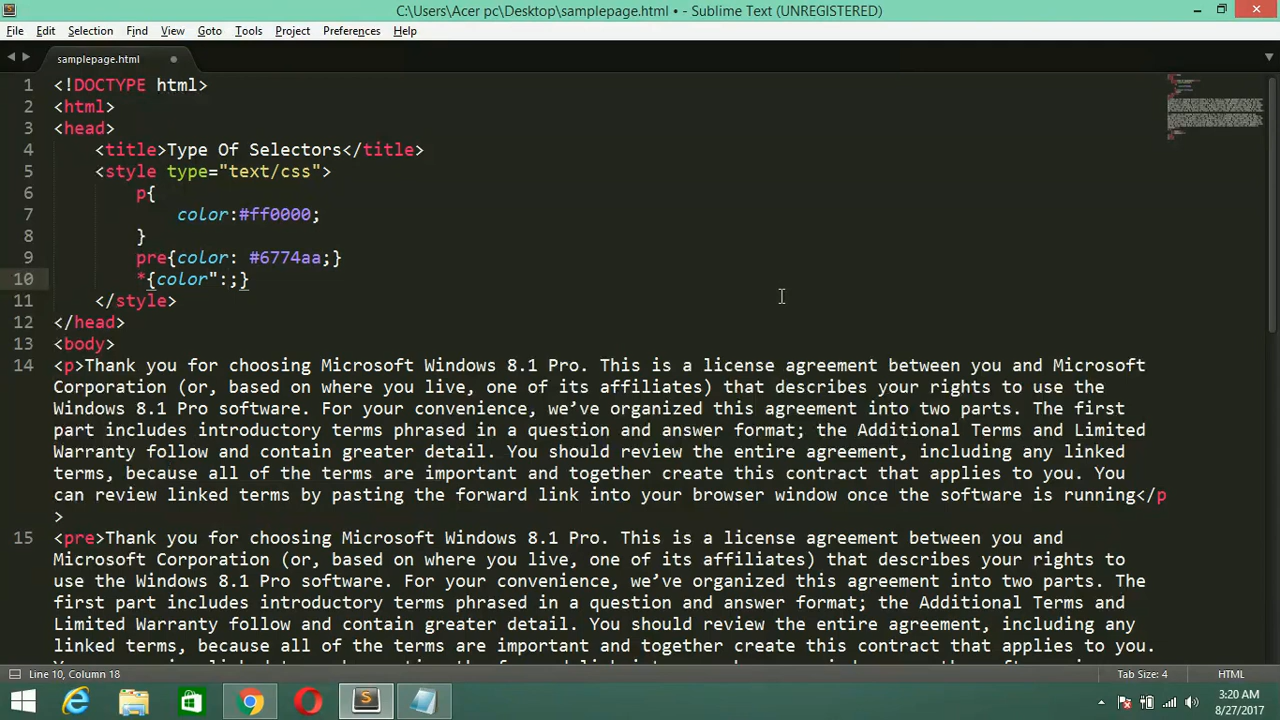 C:\Users\Acer pc\Desktop\samplepage.html • - Sublime Text (UNREGISTERED)
File Edit Selection Find View Goto Tools Project Preferences Help
samplepage.html
1 <!DOCTYPE html>
2 <html>
3 <head>
4 <title>Type Of Selectors</title>
5 <style type="text/css">
6 p{
7 color:#ff0000;
8 }
9 pre{color: #6774aa;}
10 *{color":;}
11 </style>
12 </head>
13 <body>
14 <p>Thank you for choosing Microsoft Windows 8.1 Pro. This is a license agreement between you and Microsoft
Corporation (or, based on where you live, one of its affiliates) that describes your rights to use the
Windows 8.1 Pro software. For your convenience, we’ve organized this agreement into two parts. The first
part includes introductory terms phrased in a question and answer format; the Additional Terms and Limited
Warranty follow and contain greater detail. You should review the entire agreement, including any linked
terms, because all of the terms are important and together create this contract that applies to you. You
can review linked terms by pasting the forward link into your browser window once the software is running</p
>
15 <pre>Thank you for choosing Microsoft Windows 8.1 Pro. This is a license agreement between you and
Microsoft Corporation (or, based on where you live, one of its affiliates) that describes your rights to
use the Windows 8.1 Pro software. For your convenience, we’ve organized this agreement into two parts. The
first part includes introductory terms phrased in a question and answer format; the Additional Terms and
Limited Warranty follow and contain greater detail. You should review the entire agreement, including any
linked terms, because all of the terms are important and together create this contract that applies to you.
Line 10, Column 18 Tab Size: 4 HTML
3:20 AM
8/27/2017